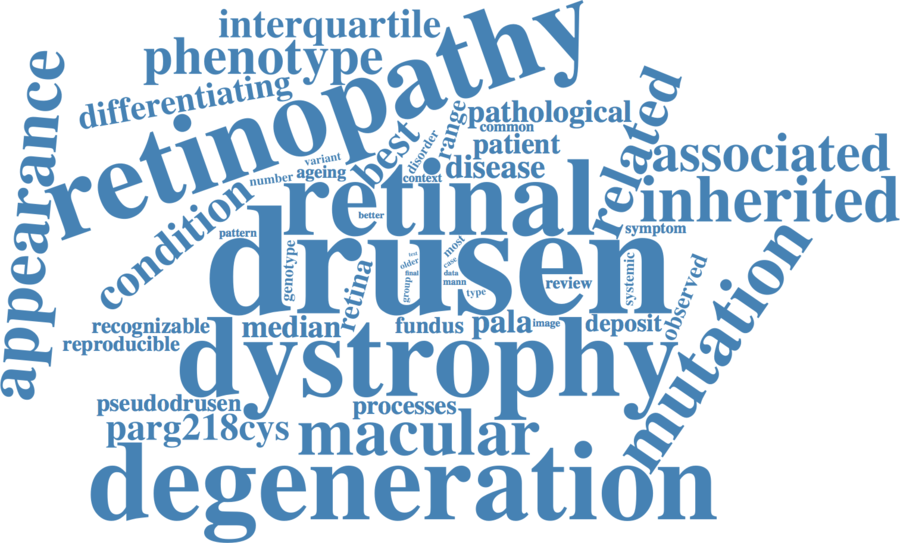 interquartile
phenotype
differentiating
retinopathy
appearance
condition
variant
number
ageing
best
disorder
range
context
pathological
common
patient
disease
related
associated
inherited
retinal
better
pattern
drusen
genotype
retina
test
older
final
group
most
case
data
mann
type
review
systemic
symptom
observed
mutation
recognizable
reproducible
median
fundus
pala
image
deposit
dystrophy
pseudodrusen
processes
parg218cys
macular
degeneration